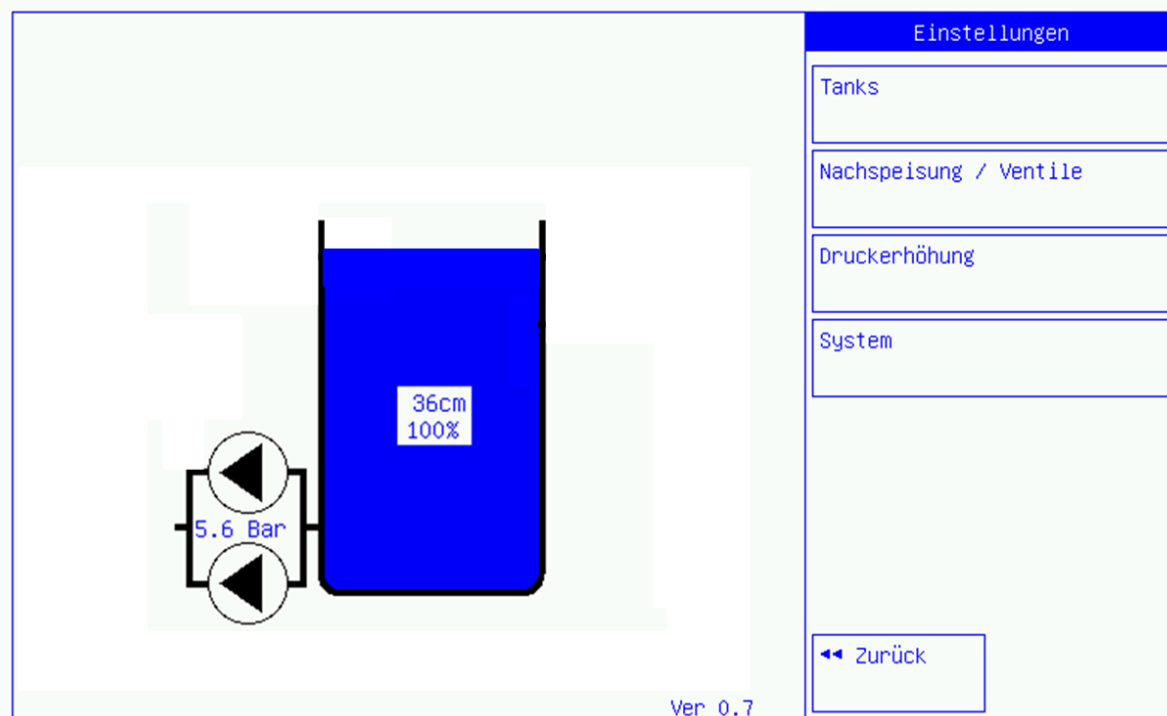 Einstellungen
Tanks
Nachspeisung / Ventile
Druckerhöhung
System
36cm
100%
5.6 Bar
◄◄ Zurück
Ver 0.7